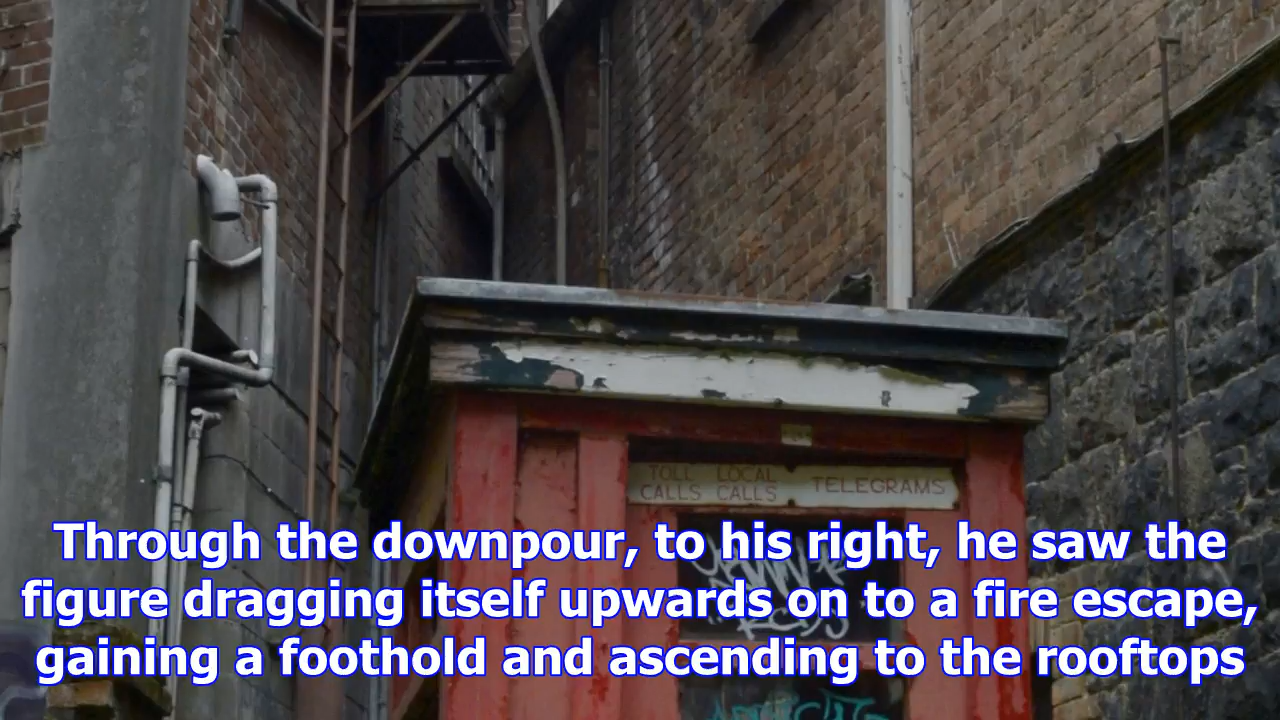 TOLL LOCAL
CALLS CALLS TELEGRAMS
Through the downpour, to his right, he saw the
figure dragging itself upwards on to a fire escape,
gaining a foothold and ascending to the rooftops